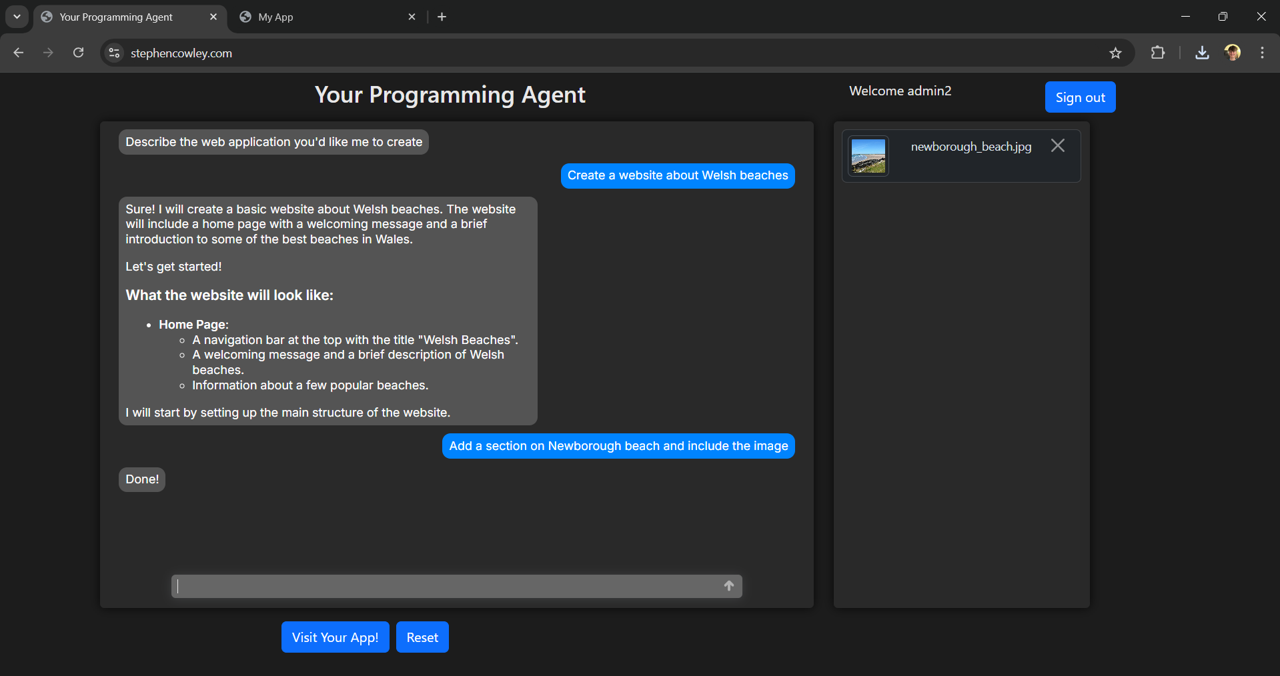 Your Programming Agent
My App
stephencowley.com
Your Programming Agent
Welcome admin2
Sign out
Describe the web application you'd like me to create
Create a website about Welsh beaches
Sure! I will create a basic website about Welsh beaches. The website
will include a home page with a welcoming message and a brief
introduction to some of the best beaches in Wales.
Let's get started!
What the website will look like:
• Home Page:
◦ A navigation bar at the top with the title "Welsh Beaches".
◦ A welcoming message and a brief description of Welsh
beaches.
◦ Information about a few popular beaches.
I will start by setting up the main structure of the website.
Add a section on Newborough beach and include the image
Done!
newborough_beach.jpg
Visit Your App!
Reset